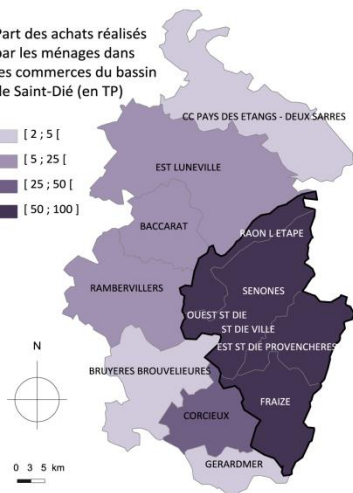 Part des achats réalisés
par les ménages dans
les commerces du bassin
de Saint-Dié (en TP)
[ 2 ; 5 [
[ 5 ; 25 [
[ 25 ; 50 [
[ 50 ; 100 ]
CC PAYS DES ETANGS - DEUX SARRES
EST LUNEVILLE
BACCARAT
RAON L ETAPE
RAMBERVILLERS
SENONES
OUEST ST DIE
ST DIE VILLE
EST ST DIE PROVENCHERES
BRUYERES BROUVELIEURES
FRAIZE
CORCIEUX
GERARDMER
N
0 3 5 km